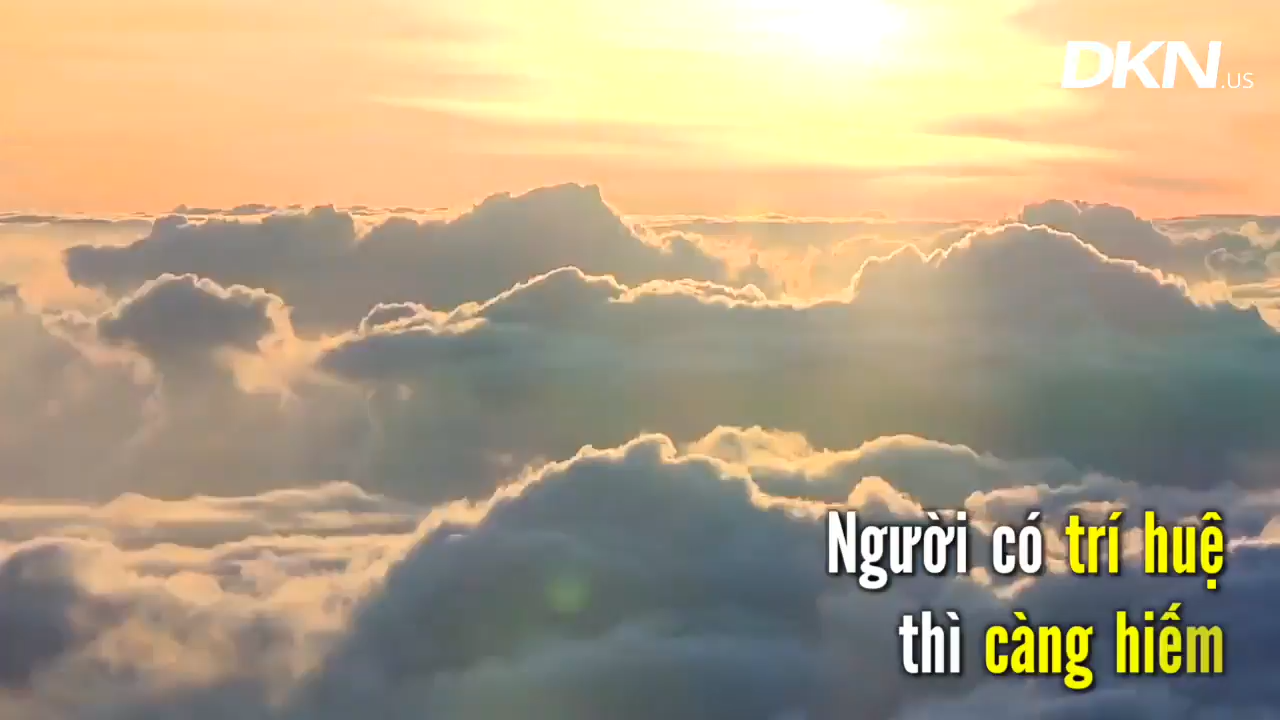 DKN.US
Người có trí huệ
thì càng hiếm